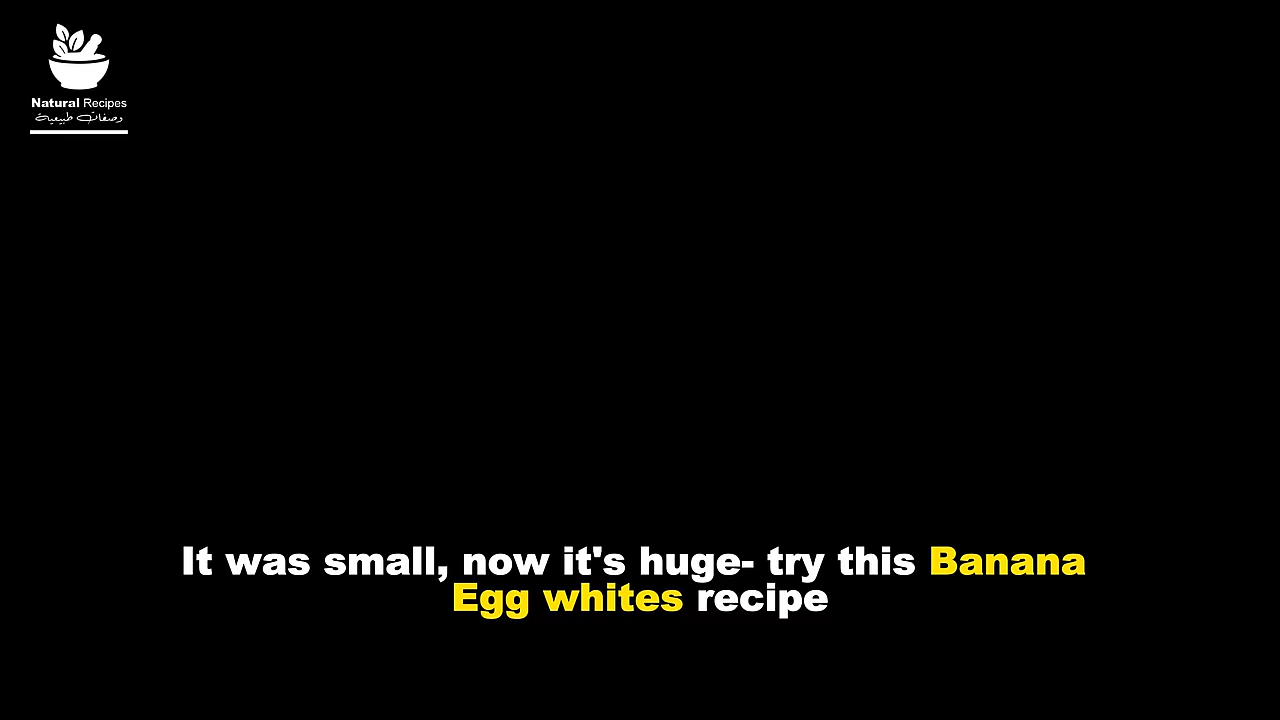 Natural Recipes
وصفات طبيعية
It was small, now it's huge- try this Banana
Egg whites recipe